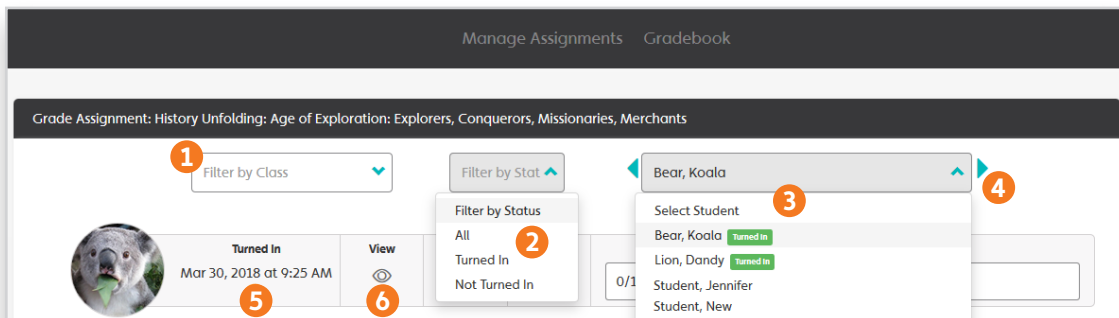 Manage Assignments Gradebook
Grade Assignment: History Unfolding: Age of Exploration: Explorers, Conquerors, Missionaries, Merchants
1
Filter by Class
Filter by Stat
Bear, Koala
4
3
Filter by Status
All
2
Turned In
Not Turned In
Select Student
Bear, Koala Turned In
Lion, Dandy Turned In
Student, Jennifer
Student, New
Turned In
Mar 30, 2018 at 9:25 AM
5
View
6
0/1